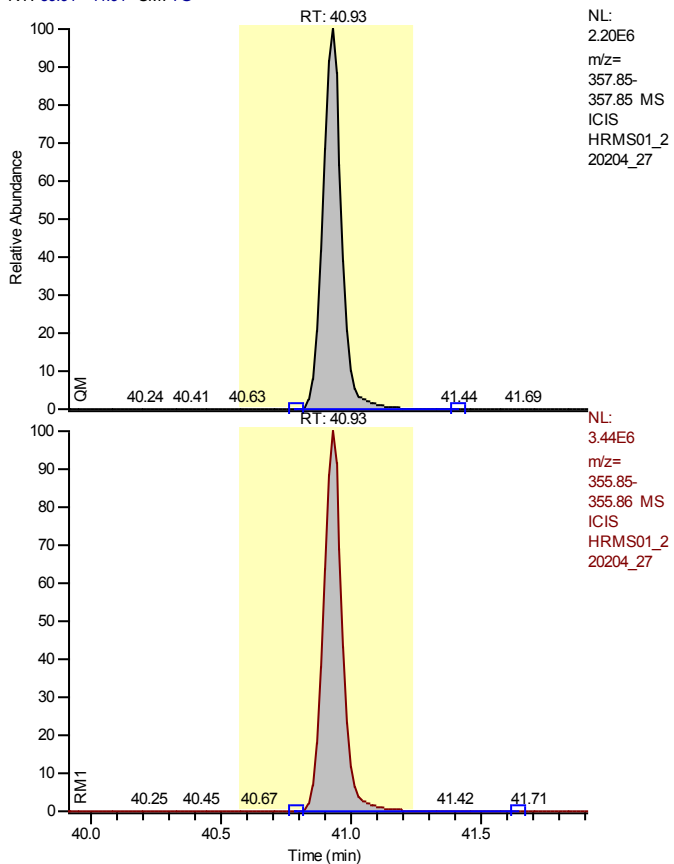 RT: 40.93
NL:
2.20E6
m/z=
357.85-
357.85 MS
ICIS
HRMS01_2
20204_27
100
90
80
70
60
50
40
30
20
10
0
Relative Abundance
QM
40.24 40.41 40.63 41.44 41.69
RT: 40.93
NL:
3.44E6
m/z=
355.85-
355.86 MS
ICIS
HRMS01_2
20204_27
100
90
80
70
60
50
40
30
20
10
0
RM1
40.25 40.45 40.67 41.42 41.71
40.0 40.5 41.0 41.5
Time (min)